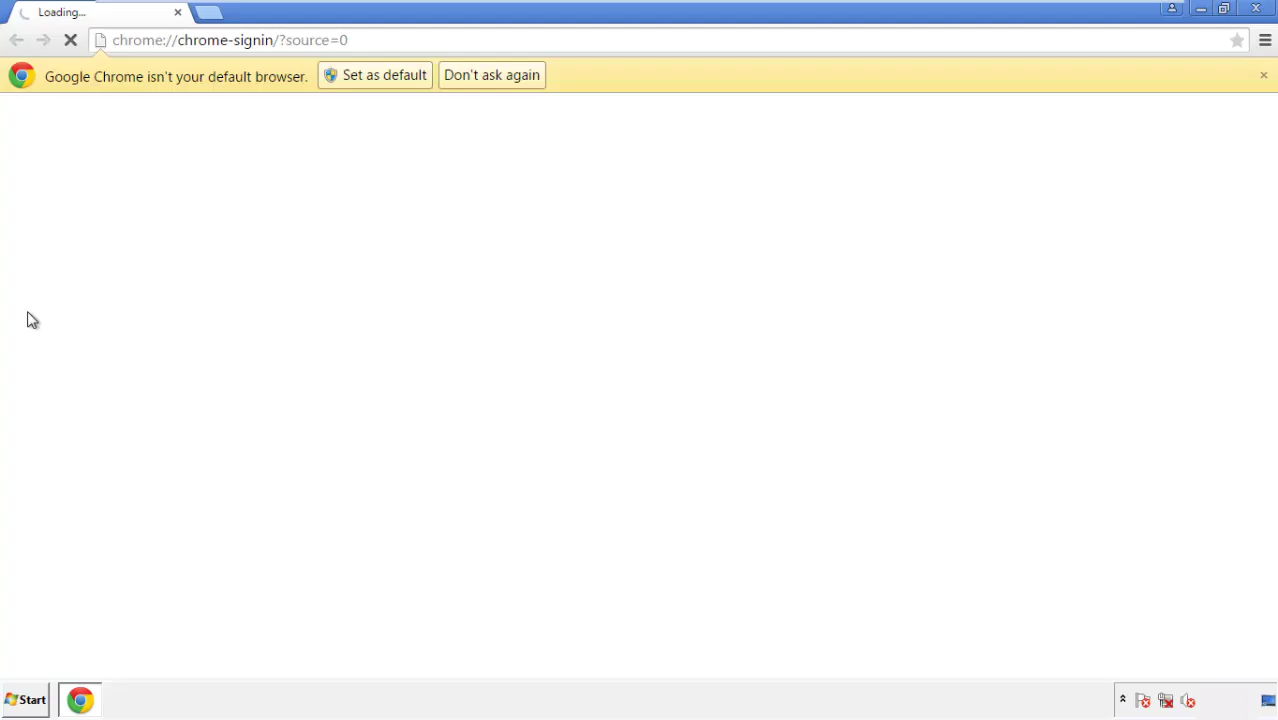 Loading...
chrome://chrome-signin/?source=0
Google Chrome isn't your default browser. Set as default Don't ask again
Start